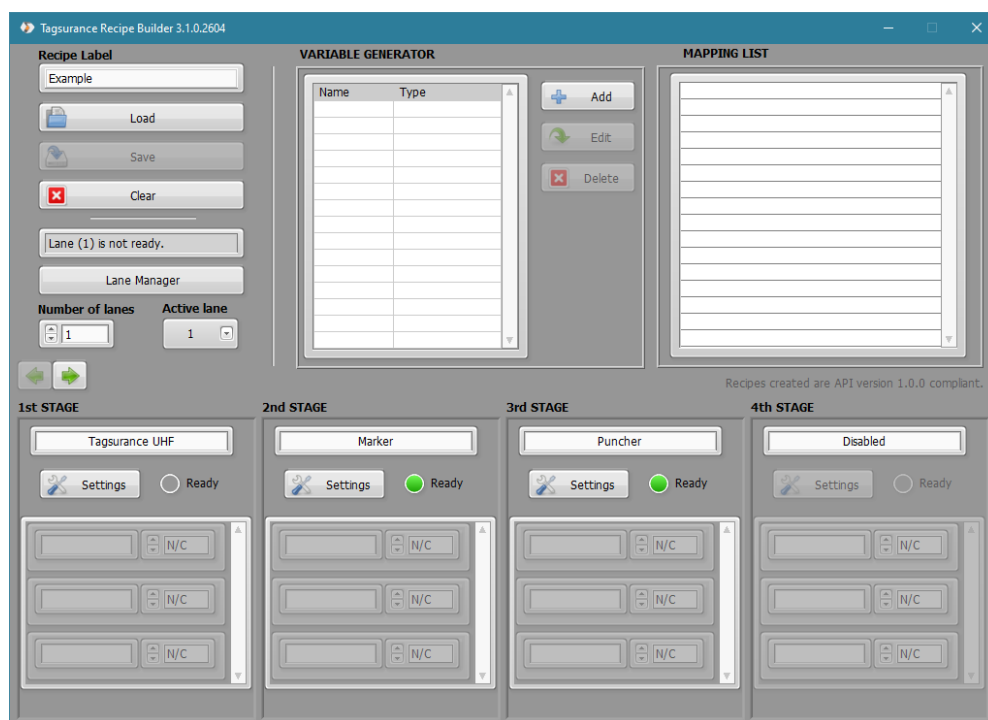 Tagsurance Recipe Builder 3.1.0.2604
Recipe Label
Example
Load
Save
Clear
Lane (1) is not ready.
Lane Manager
Number of lanes Active lane
1 1
VARIABLE GENERATOR
Name Type
Add
Edit
Delete
MAPPING LIST
Recipes created are API version 1.0.0 compliant.
1st STAGE
Tagsurance UHF
Settings Ready
N/C
N/C
N/C
2nd STAGE
Marker
Settings Ready
N/C
N/C
N/C
3rd STAGE
Puncher
Settings Ready
N/C
N/C
N/C
4th STAGE
Disabled
Settings Ready
N/C
N/C
N/C